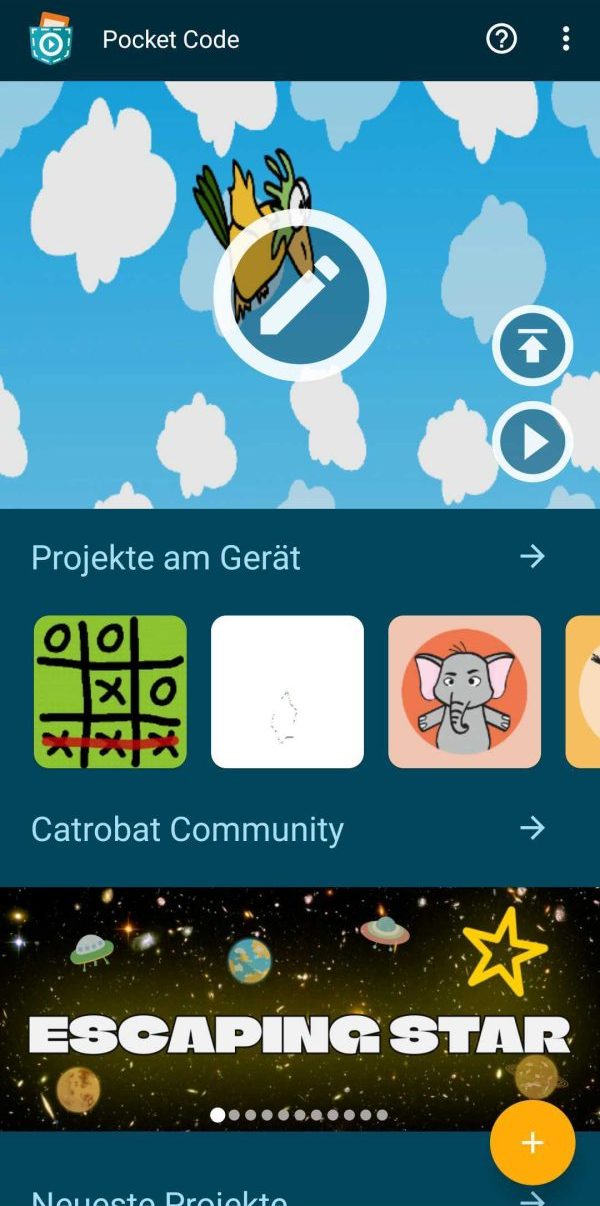 Pocket Code
Projekte am Gerät
Catrobat Community
ESCAPING STAR
Neueste Projekte